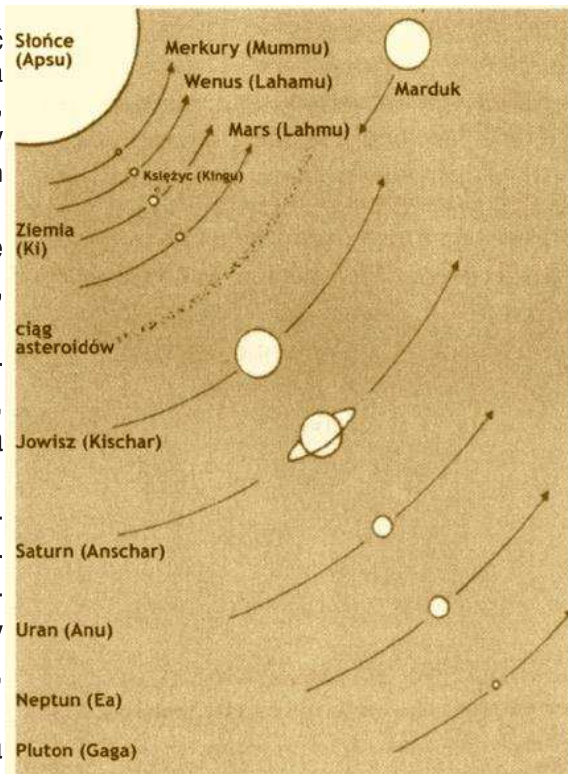 Słońce
(Apsu)
Merkury (Mummu)
Wenus (Lahamu)
Mars (Lahmu)
Marduk
Księżyc (Kingu)
Ziemia
(Ki)
ciąg
asteroidów
Jowisz (Kischar)
Saturn (Anschar)
Uran (Anu)
Neptun (Ea)
Pluton (Gaga)